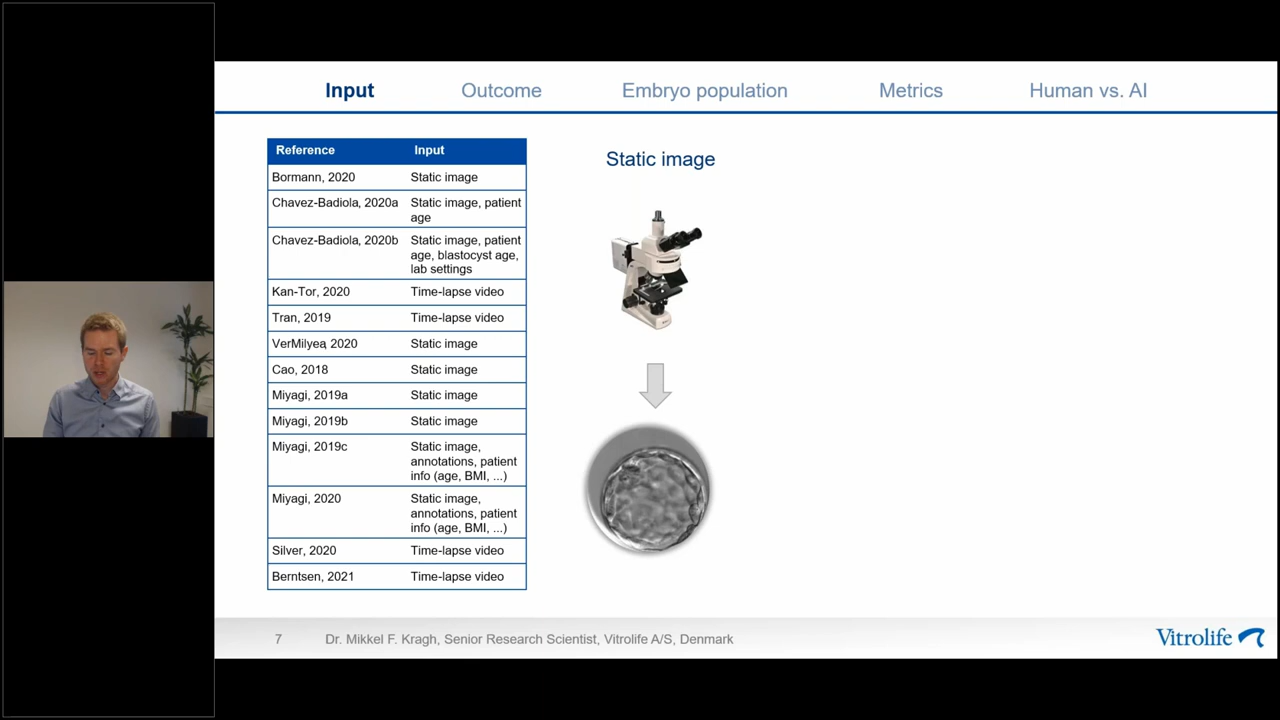 Input Outcome Embryo population Metrics Human vs. AI
Reference Input
Bormann, 2020 Static image
Chavez-Badiola, 2020a Static image, patient
age
Chavez-Badiola, 2020b Static image, patient
age, blastocyst age,
lab settings
Kan-Tor, 2020 Time-lapse video
Tran, 2019 Time-lapse video
VerMilyea, 2020 Static image
Cao, 2018 Static image
Miyagi, 2019a Static image
Miyagi, 2019b Static image
Miyagi, 2019c Static image,
annotations, patient
info (age, BMI, ...)
Miyagi, 2020 Static image,
annotations, patient
info (age, BMI, ...)
Silver, 2020 Time-lapse video
Berntsen, 2021 Time-lapse video
Static image
7 Dr. Mikkel F. Kragh, Senior Research Scientist, Vitrolife A/S, Denmark
Vitrolife